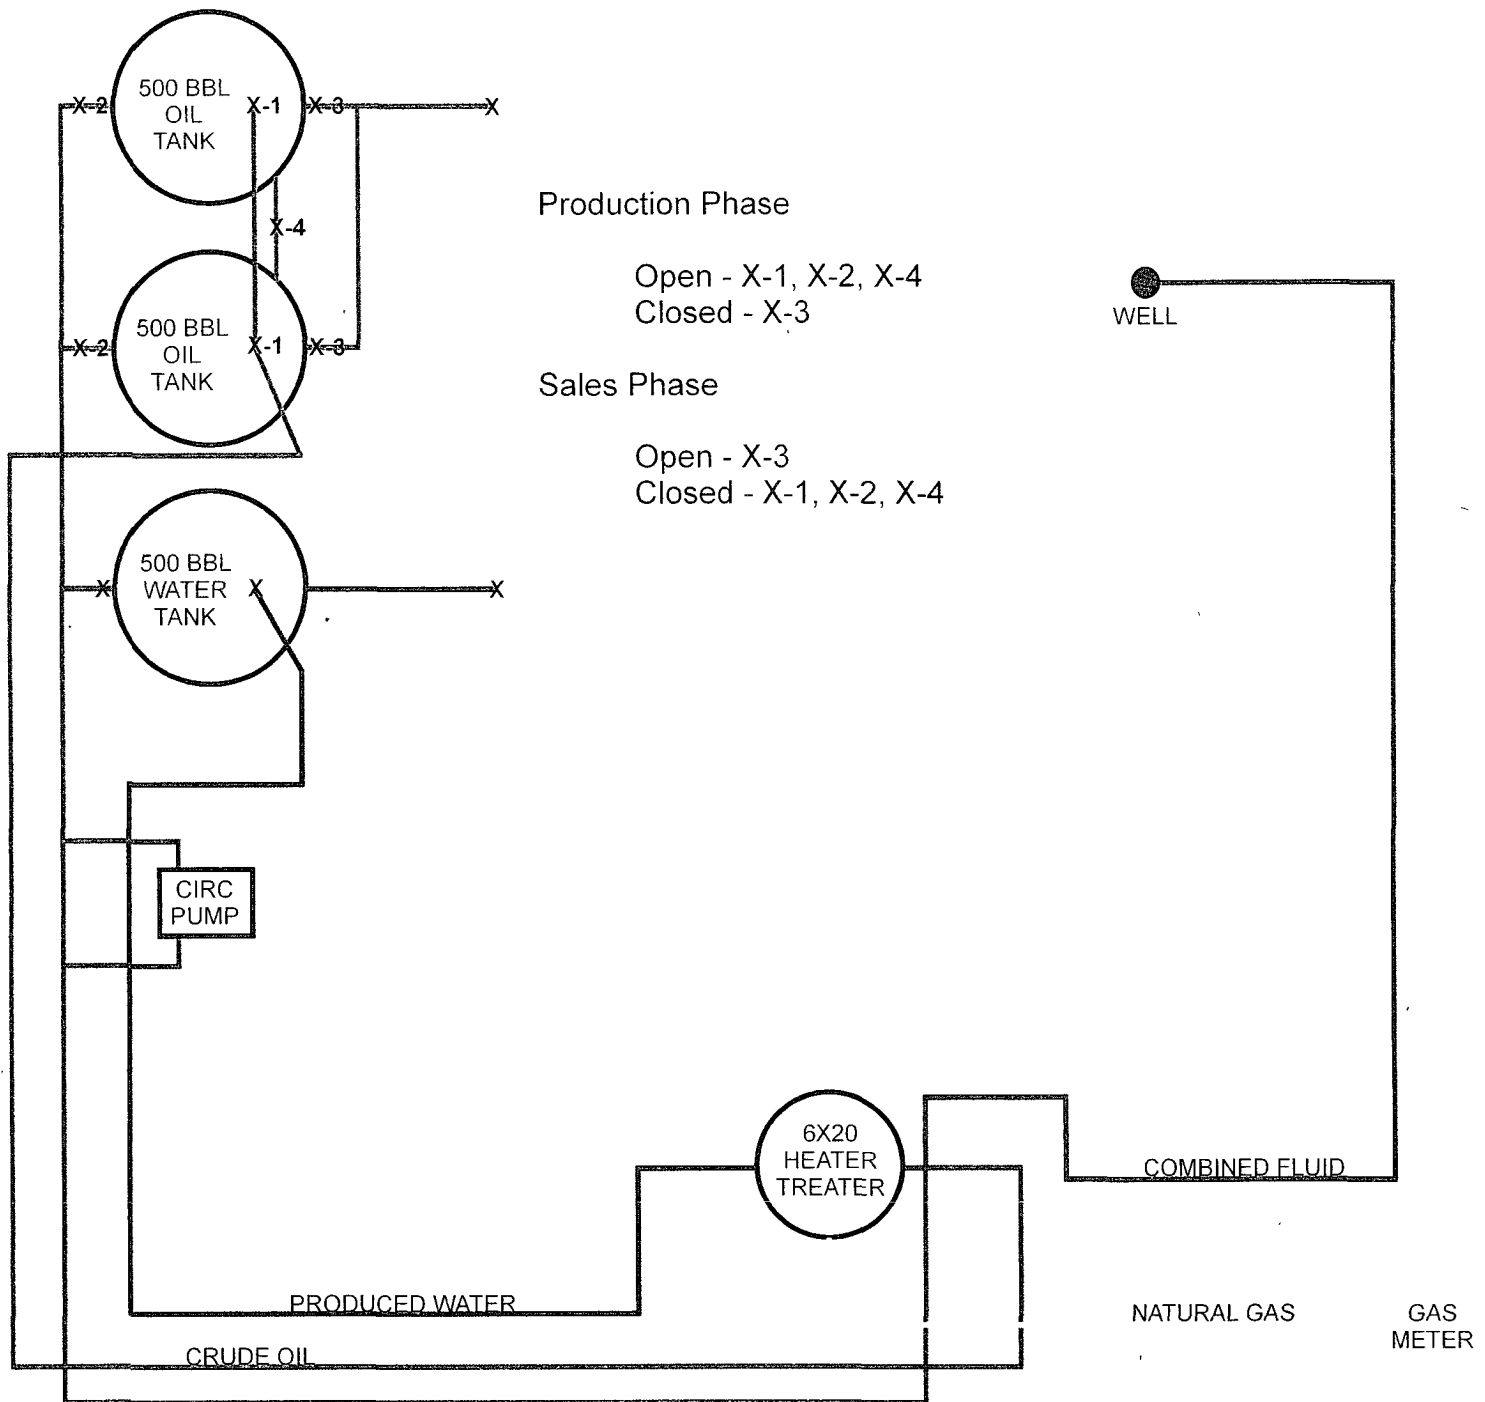 500 BBL
OIL
TANK
X-2
X-1
X-3
X
X-4
500 BBL
OIL
TANK
X-2
X-1
X-3
Production Phase
Open - X-1, X-2, X-4
Closed - X-3
Sales Phase
Open - X-3
Closed - X-1, X-2, X-4
WELL
500 BBL
WATER
TANK
X
X
X
CIRC
PUMP
6X20
HEATER
TREATER
COMBINED FLUID
PRODUCED WATER
CRUDE OIL
NATURAL GAS
GAS
METER